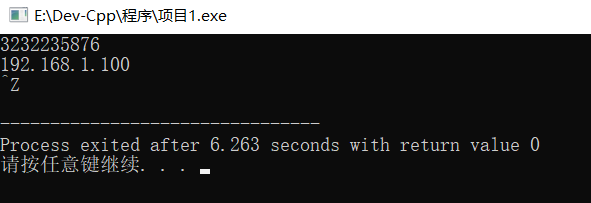 E:\Dev-Cpp\程序\项目1.exe
3232235876
192.168.1.100
^Z
--------------------------------
Process exited after 6.263 seconds with return value 0
请按任意键继续. . .